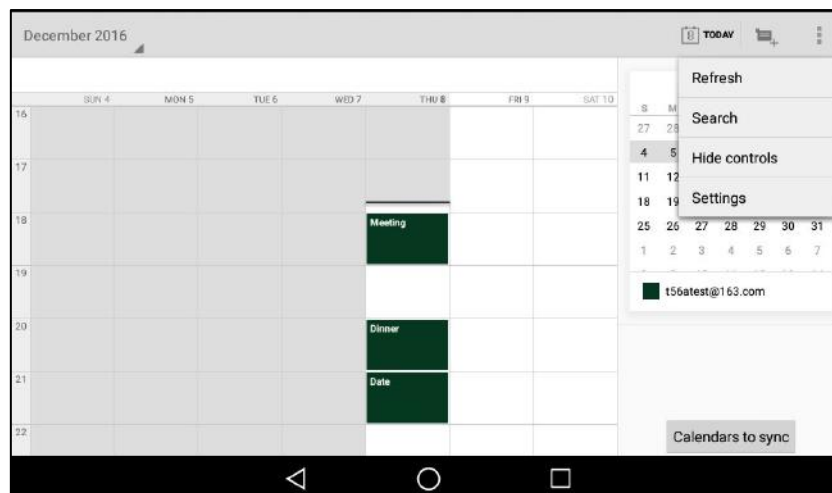 December 2016
8 TODAY
SUN 4 MON 5 TUE 6 WED 7 THU 8 FRI 9 SAT 10
16
17
18
19
20
21
22
Meeting
Dinner
Date
Refresh
Search
Hide controls
Settings
S M
27 28
4 5
11 12
18 19
25 26 27 28 29 30 31
1 2 3 4 5 6 7
t56atest@163.com
Calendars to sync